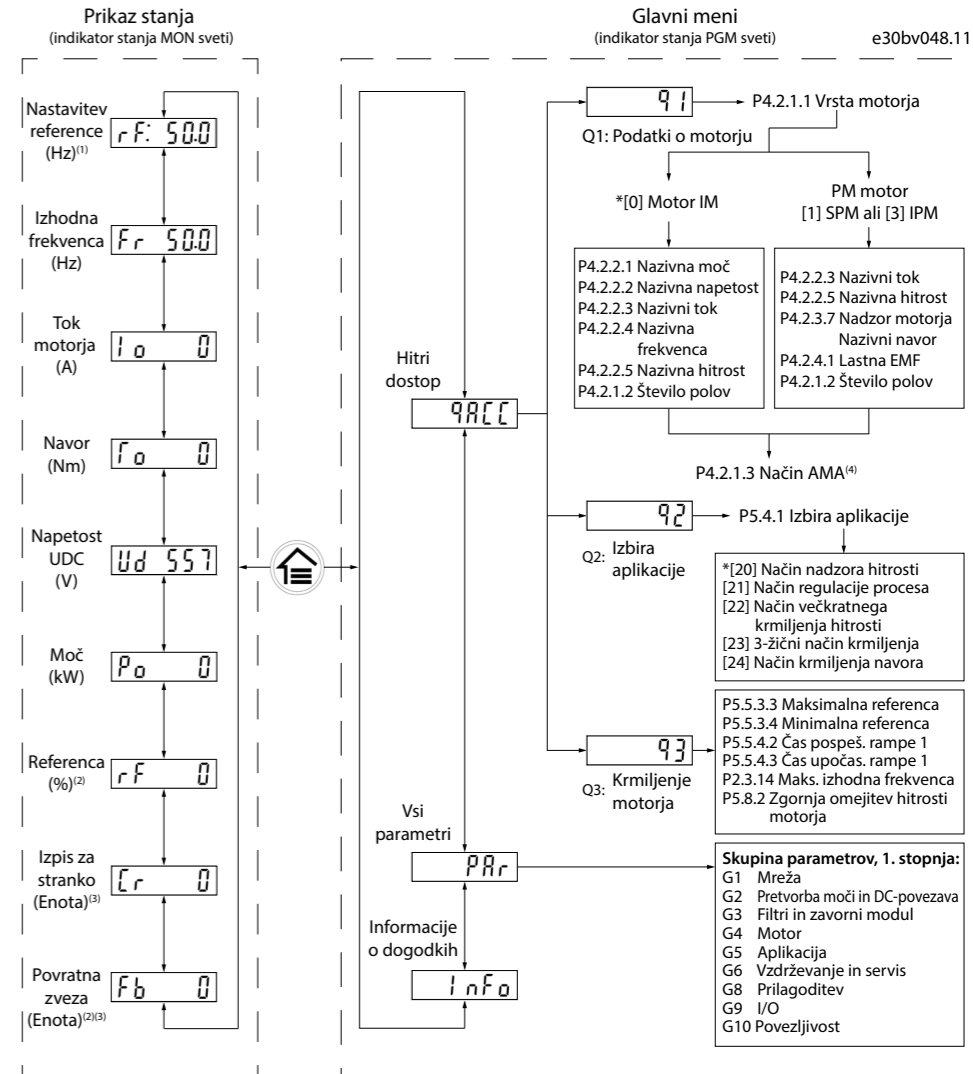 Prikaz stanja
(indikator stanja MON sveti)
Glavni meni
(indikator stanja PGM sveti)
e30bv048.11
Nastavitev
reference
(Hz)(1)
rF: 50.0
Izhodna
frekvenca
(Hz)
Fr 50.0
Tok
motorja
(A)
Io 0
Navor
(Nm)
To 0
Napetost
UDC
(V)
Ud 557
Moč
(kW)
Po 0
Referenca
(%)(2)
rF 0
Izpis za
stranko
(Enota)(3)
Cr 0
Povratna
zveza
(Enota)(2)(3)
Fb 0
Hitri
dostop
qACC
Vsi
parametri
PAr
Informacije
o dogodkih
InFo
q1
Q1: Podatki o motorju
P4.2.1.1 Vrsta motorja
*[0] Motor IM
PM motor
[1] SPM ali [3] IPM
P4.2.2.1 Nazivna moč
P4.2.2.2 Nazivna napetost
P4.2.2.3 Nazivni tok
P4.2.2.4 Nazivna
frekvenca
P4.2.2.5 Nazivna hitrost
P4.2.1.2 Število polov
P4.2.2.3 Nazivni tok
P4.2.2.5 Nazivna hitrost
P4.2.3.7 Nadzor motorja
Nazivni navor
P4.2.4.1 Lastna EMF
P4.2.1.2 Število polov
P4.2.1.3 Način AMA(4)
q2
Q2: Izbira
aplikacije
P5.4.1 Izbira aplikacije
*[20] Način nadzora hitrosti
[21] Način regulacije procesa
[22] Način večkratnega
krmiljenja hitrosti
[23] 3-žični način krmiljenja
[24] Način krmiljenja navora
q3
Q3: Krmiljenje
motorja
P5.5.3.3 Maksimalna referenca
P5.5.3.4 Minimalna referenca
P5.5.4.2 Čas pospeš. rampe 1
P5.5.4.3 Čas upočas. rampe 1
P2.3.14 Maks. izhodna frekvenca
P5.8.2 Zgornja omejitev hitrosti
motorja
Skupina parametrov, 1. stopnja:
G1 Mreža
G2 Pretvorba moči in DC-povezava
G3 Filtri in zavorni modul
G4 Motor
G5 Aplikacija
G6 Vzdrževanje in servis
G8 Prilagoditev
G9 I/O
G10 Povezljivost